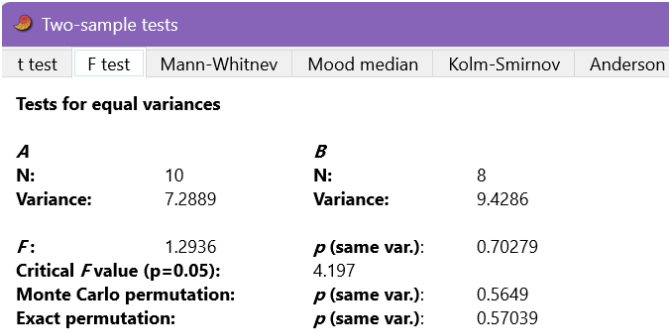 Two-sample tests
t test F test Mann-Whitnev Mood median Kolm-Smirnov Anderson
Tests for equal variances
A B
N: 10 N: 8
Variance: 7.2889 Variance: 9.4286
F: 1.2936 p (same var.): 0.70279
Critical F value (p=0.05): 4.197
Monte Carlo permutation: p (same var.): 0.5649
Exact permutation: p (same var.): 0.57039